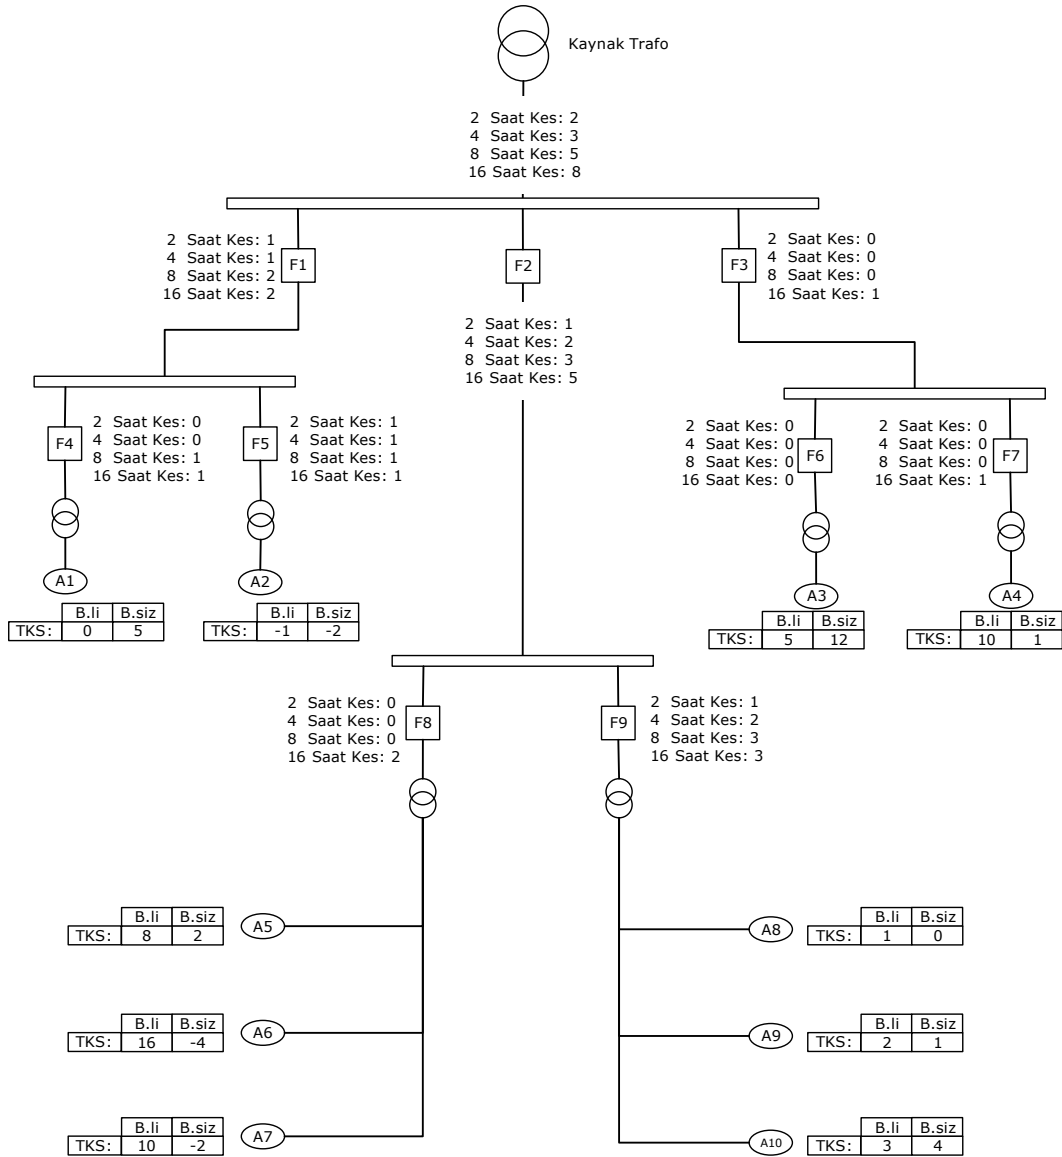 Kaynak Trafo
2 Saat Kes: 2
4 Saat Kes: 3
8 Saat Kes: 5
16 Saat Kes: 8
2 Saat Kes: 1
4 Saat Kes: 1
8 Saat Kes: 2
16 Saat Kes: 2
F1
F2
2 Saat Kes: 1
4 Saat Kes: 2
8 Saat Kes: 3
16 Saat Kes: 5
F3
2 Saat Kes: 0
4 Saat Kes: 0
8 Saat Kes: 0
16 Saat Kes: 1
F4
2 Saat Kes: 0
4 Saat Kes: 0
8 Saat Kes: 1
16 Saat Kes: 1
F5
2 Saat Kes: 1
4 Saat Kes: 1
8 Saat Kes: 1
16 Saat Kes: 1
2 Saat Kes: 0
4 Saat Kes: 0
8 Saat Kes: 0
16 Saat Kes: 0
F6
2 Saat Kes: 0
4 Saat Kes: 0
8 Saat Kes: 0
16 Saat Kes: 1
F7
A1
B.li B.siz
TKS: 0 5
A2
B.li B.siz
TKS: -1 -2
A3
B.li B.siz
TKS: 5 12
A4
B.li B.siz
TKS: 10 1
2 Saat Kes: 0
4 Saat Kes: 0
8 Saat Kes: 0
16 Saat Kes: 2
F8
F9
2 Saat Kes: 1
4 Saat Kes: 2
8 Saat Kes: 3
16 Saat Kes: 3
B.li B.siz
TKS: 8 2
A5
A8
B.li B.siz
TKS: 1 0
B.li B.siz
TKS: 16 -4
A6
A9
B.li B.siz
TKS: 2 1
B.li B.siz
TKS: 10 -2
A7
A10
B.li B.siz
TKS: 3 4